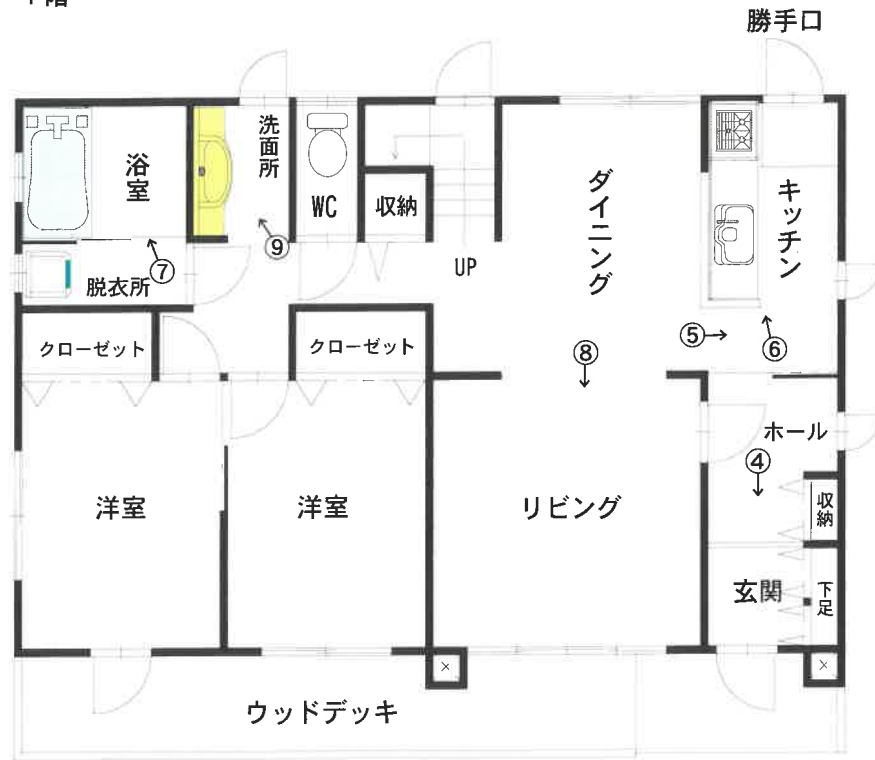 1階
勝手口
浴室
洗面所
WC
収納
ダイニング
キッチン
⑨
⑦
脱衣所
UP
クローゼット
クローゼット
⑤
⑥
⑧
ホール
④
洋室
洋室
リビング
収納
玄関
下足
ウッドデッキ